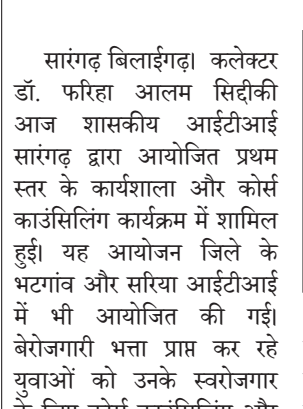 सारंगढ़ बिलाईगढ़। कलेक्टर
डॉ. फरिहा आलम सिद्दीकी
आज शासकीय आईटीआई
सारंगढ़ द्वारा आयोजित प्रथम
स्तर के कार्यशाला और कोर्स
काउंसिलिंग कार्यक्रम में शामिल
हुई। यह आयोजन जिले के
भटगांव और सरिया आईटीआई
में भी आयोजित की गई।
बेरोजगारी भत्ता प्राप्त कर रहे
युवाओं को उनके स्वरोजगार
के लिए कोर्स काउंसिलिंग और